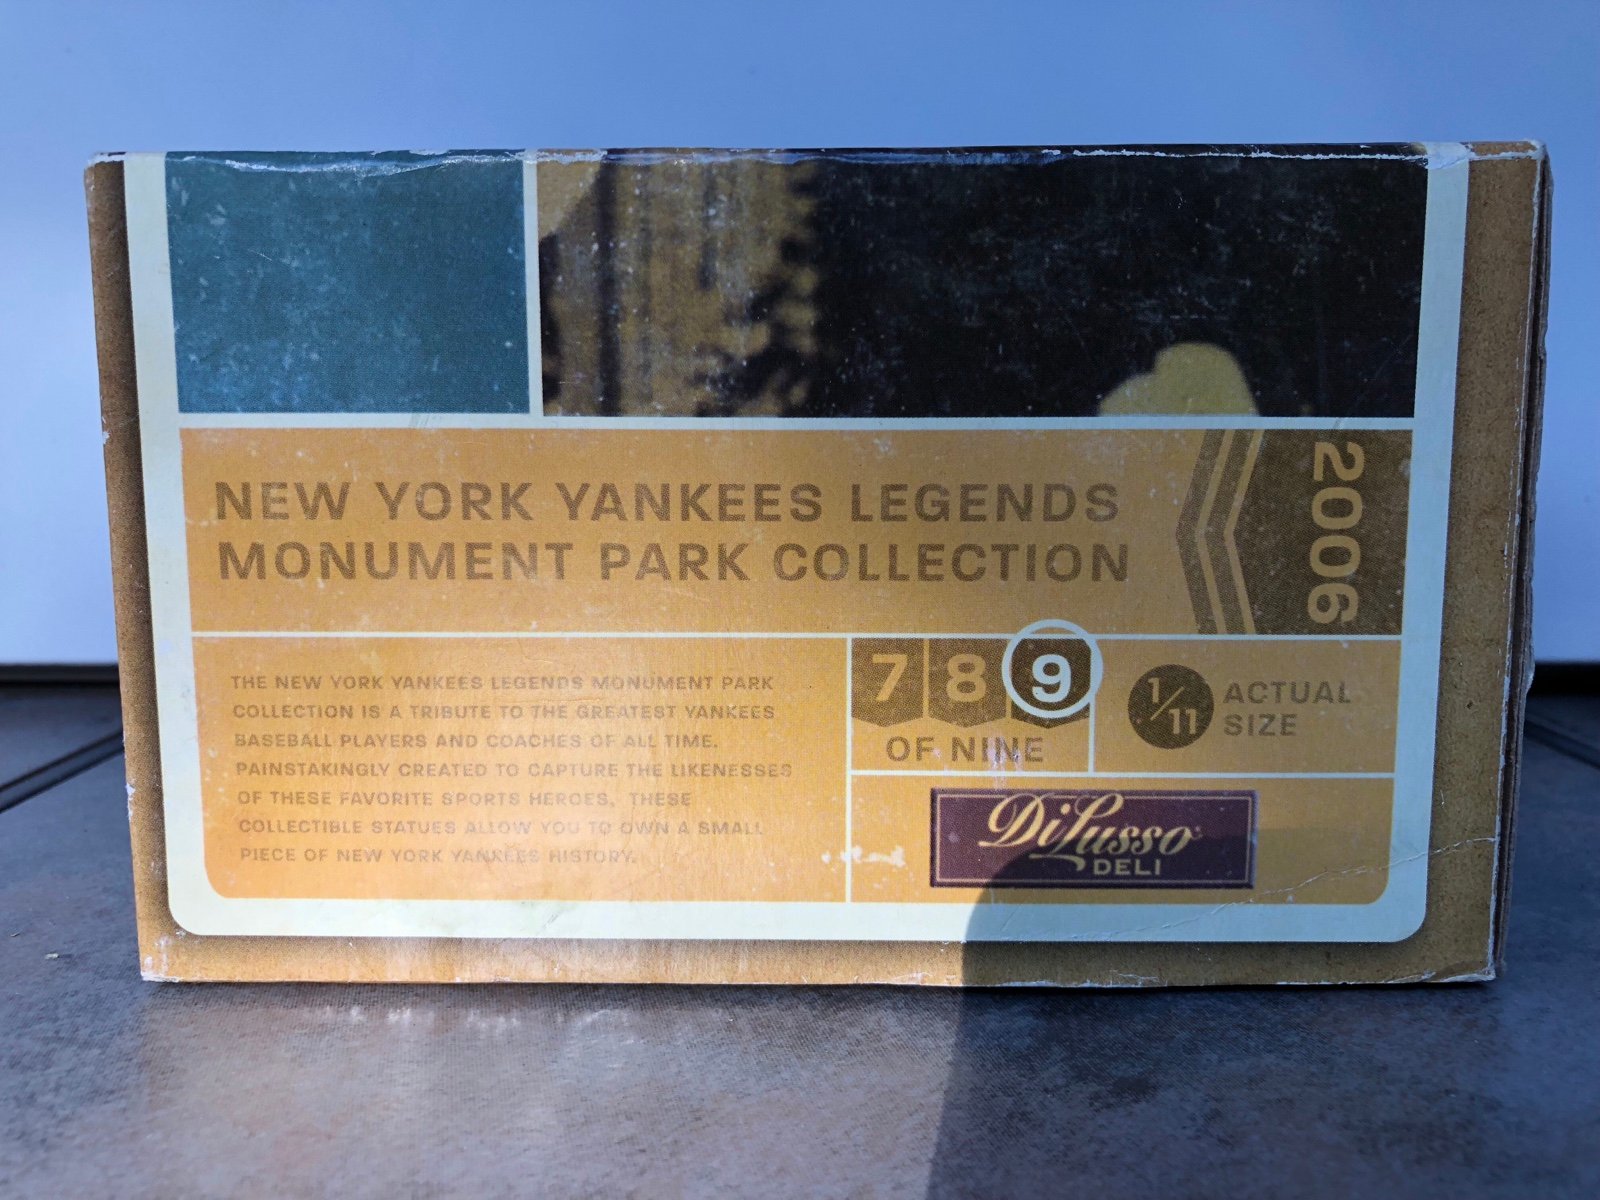 NEW YORK YANKEES LEGENDS
MONUMENT PARK COLLECTION
2006
THE NEW YORK YANKEES LEGENDS MONUMENT PARK
COLLECTION IS A TRIBUTE TO THE GREATEST YANKEES
BASEBALL PLAYERS AND COACHES OF ALL TIME.
PAINSTAKINGLY CREATED TO CAPTURE THE LIKENESSES
OF THESE FAVORITE SPORTS HEROES, THESE
COLLECTIBLE STATUES ALLOW YOU TO OWN A SMALL
PIECE OF NEW YORK YANKEES HISTORY.
7 8 9
OF NINE
1/11 ACTUAL
SIZE
DiLusso
DELI